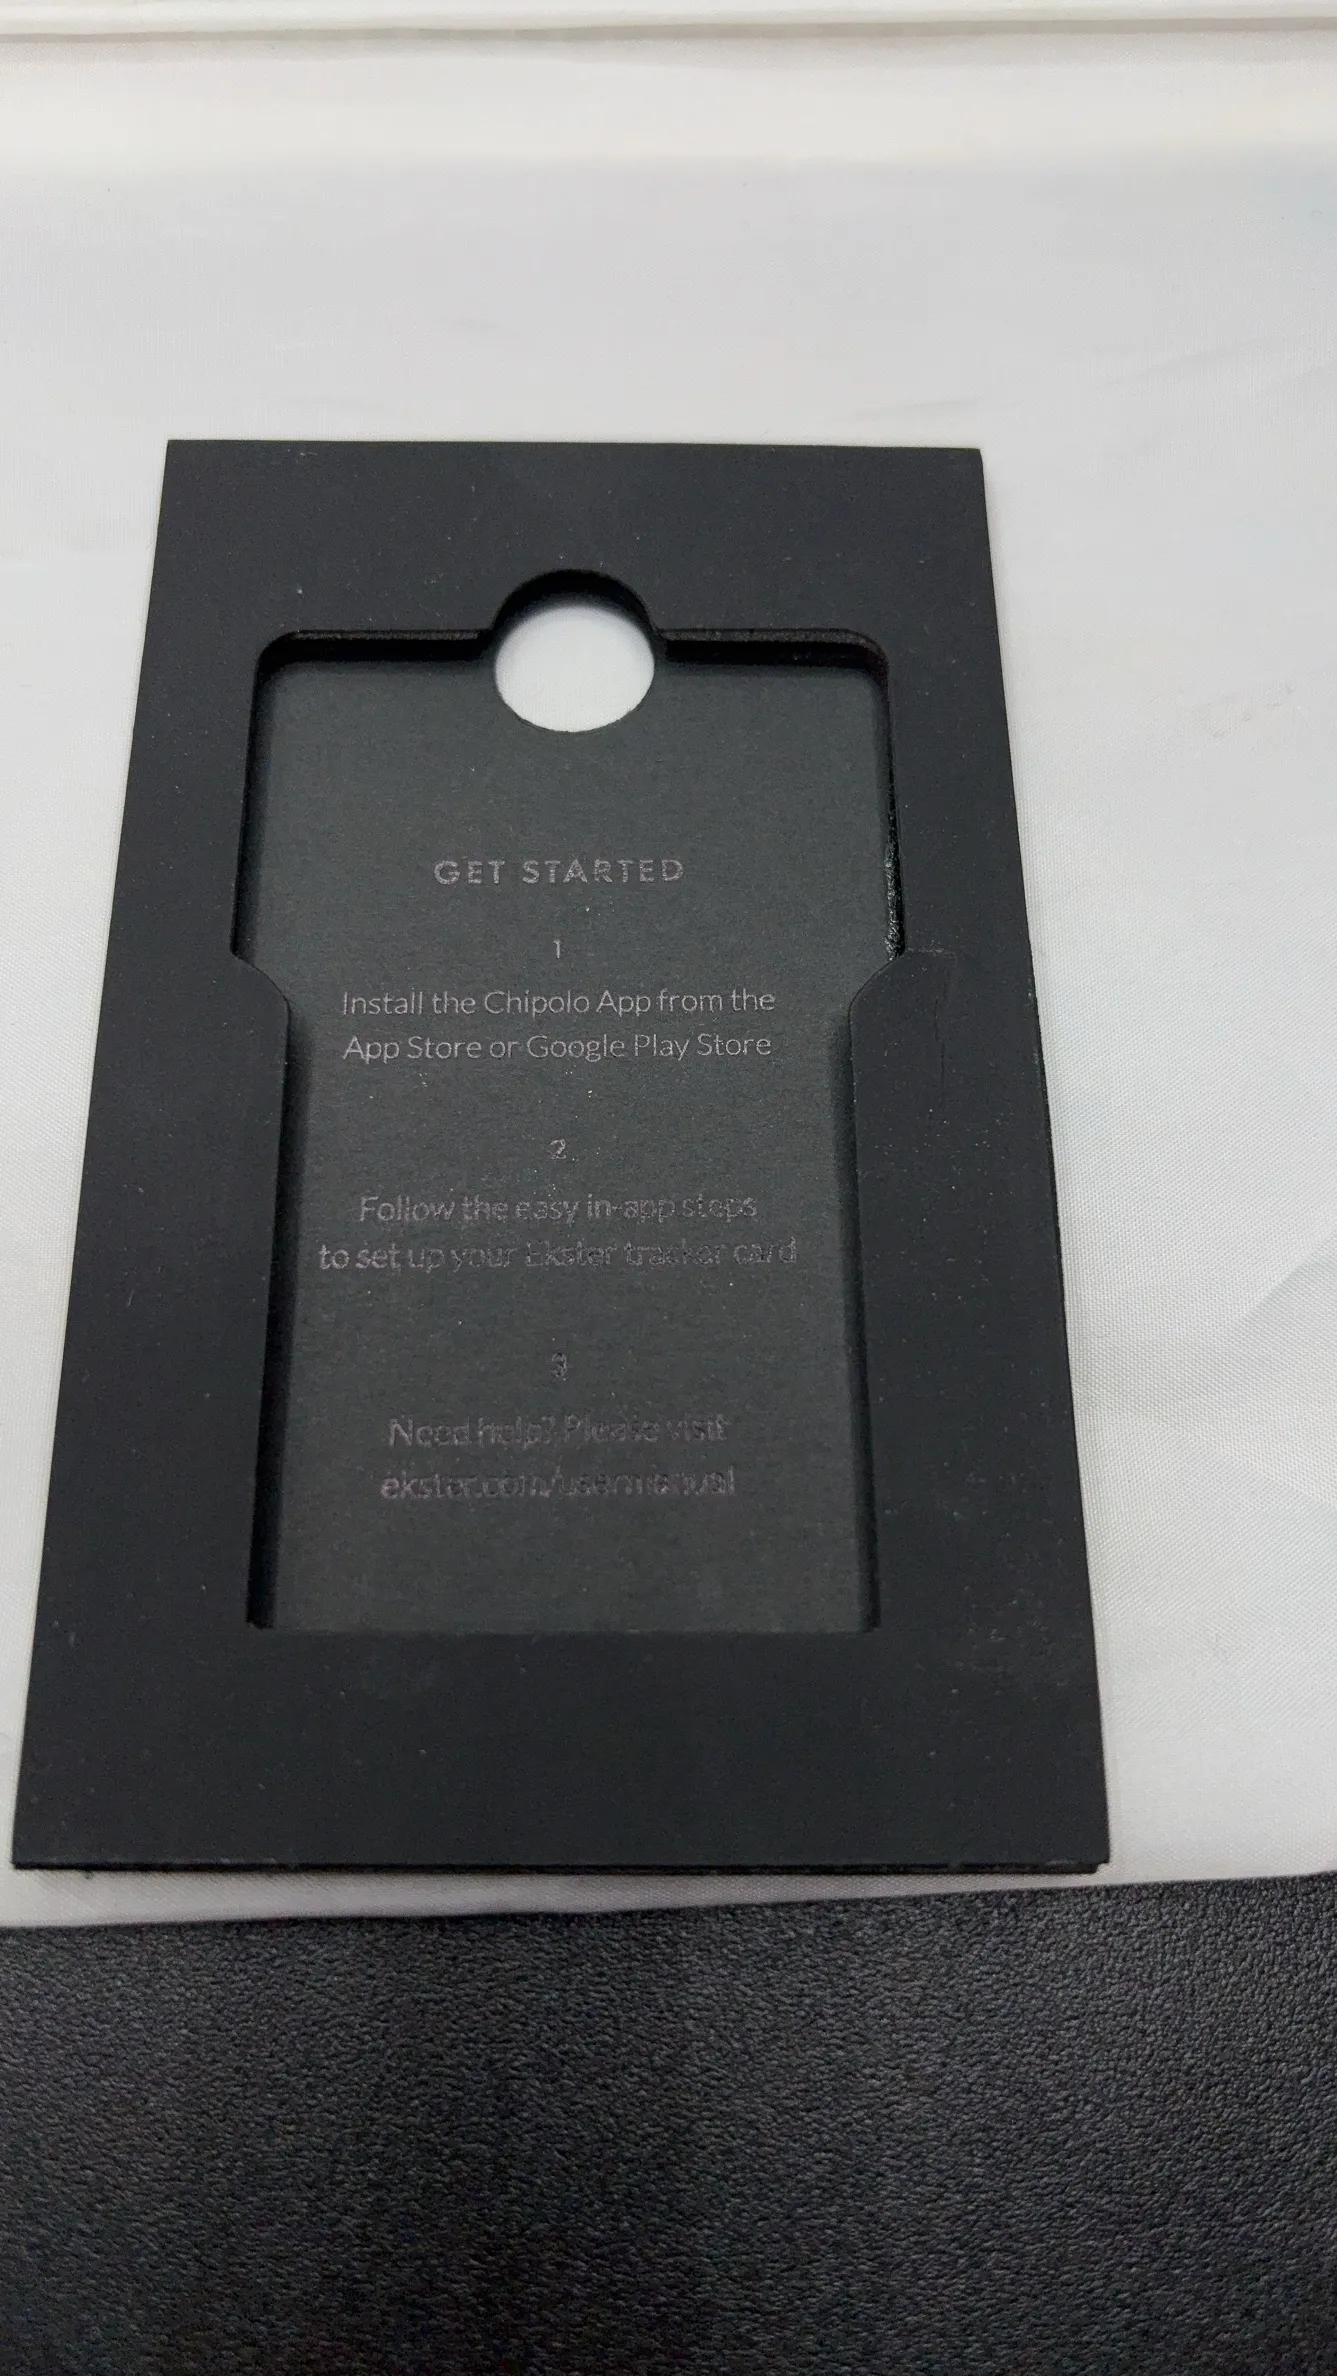 GET STARTED
1
Install the Chipolo App from the
App Store or Google Play Store
2
Follow the easy in-app steps
to set up your Ekster tracker card
3
Need help? Please visit
ekster.com/usermanual